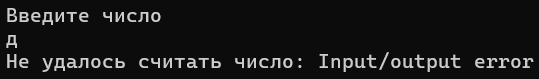 Введите число
д
Не удалось считать число: Input/output error